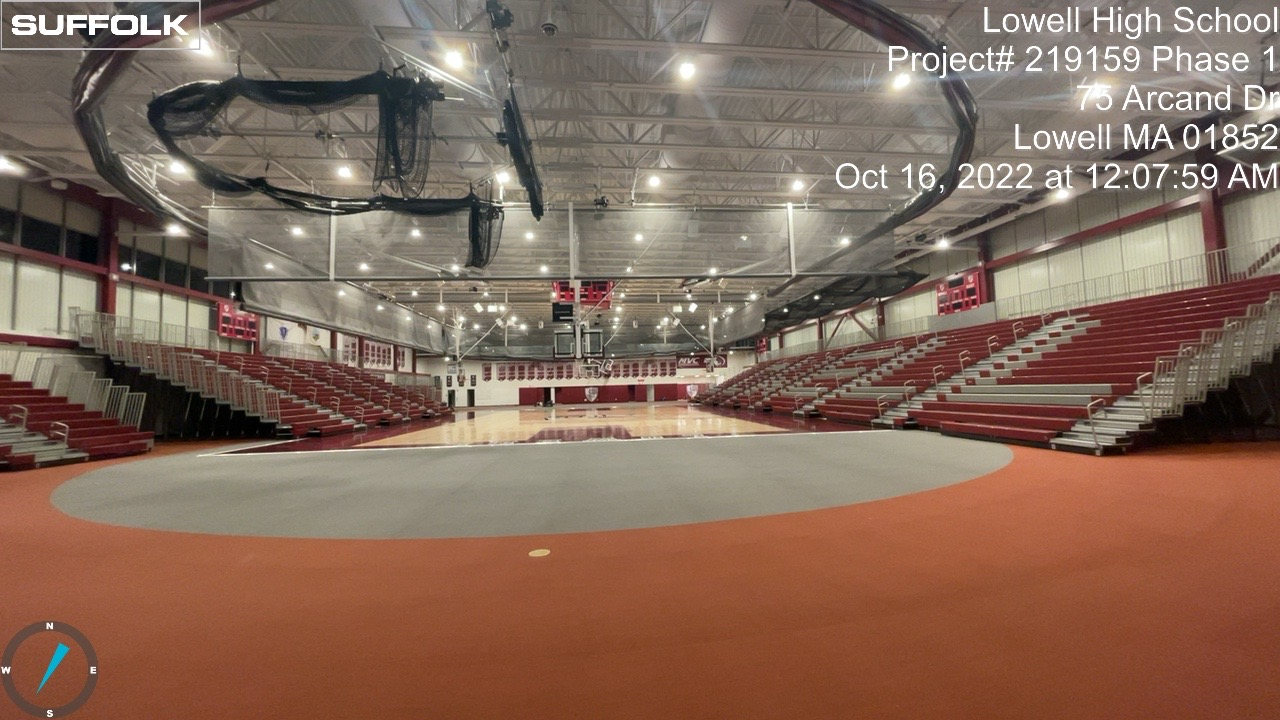 SUFFOLK
Lowell High School
Project# 219159 Phase 1
75 Arcand Dr
Lowell MA 01852
Oct 16, 2022 at 12:07:59 AM
MVC
N
W
E
S